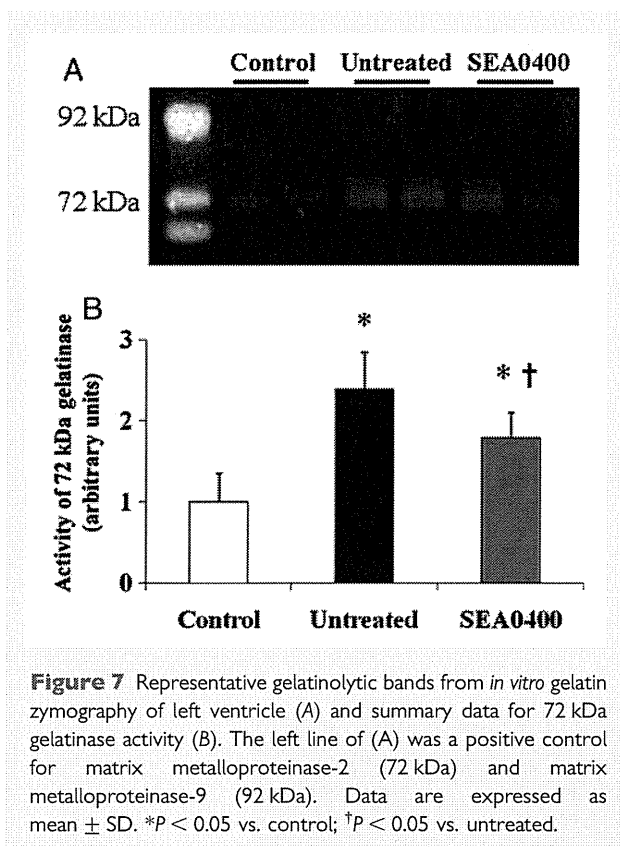 A
Control Untreated SEA0400
92 kDa
72 kDa
B
Activity of 72 kDa gelatinase
(arbitrary units)
3
2
1
0
*
* †
Control Untreated SEA0400
Figure 7 Representative gelatinolytic bands from in vitro gelatin
zymography of left ventricle (A) and summary data for 72 kDa
gelatinase activity (B). The left line of (A) was a positive control
for matrix metalloproteinase-2 (72 kDa) and matrix
metalloproteinase-9 (92 kDa). Data are expressed as
mean ± SD. *P < 0.05 vs. control; †P < 0.05 vs. untreated.